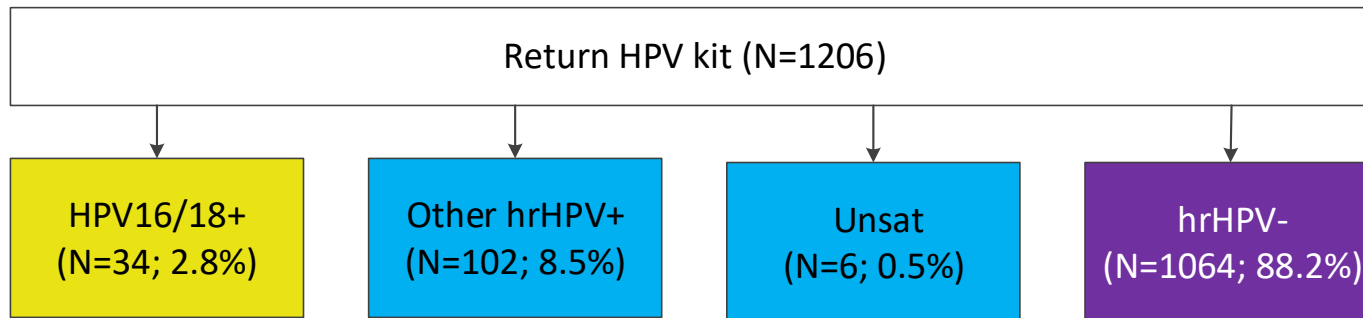 Return HPV kit (N=1206)
HPV16/18+
(N=34; 2.8%)
Other hrHPV+
(N=102; 8.5%)
Unsat
(N=6; 0.5%)
hrHPV-
(N=1064; 88.2%)